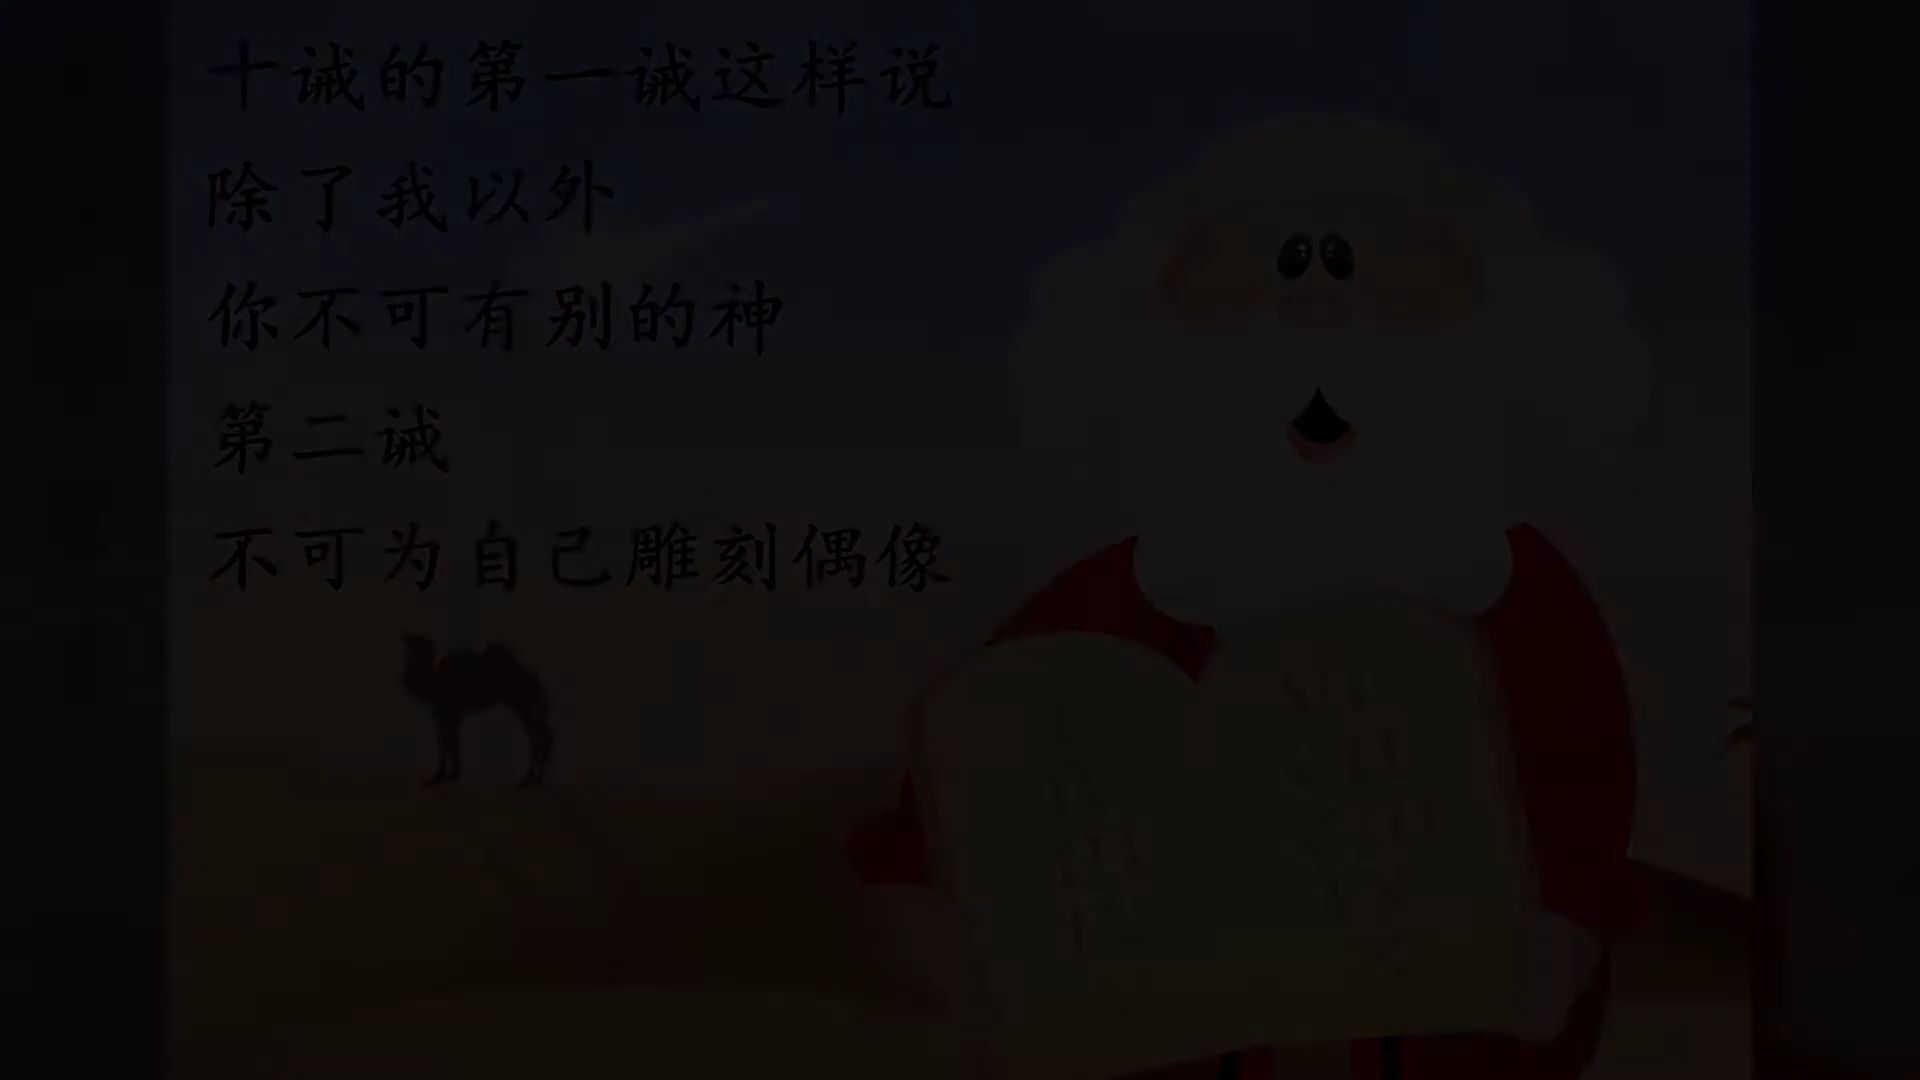 十诫的第一诫这样说
除了我以外
你不可有别的神
第二诫
不可为自己雕刻偶像